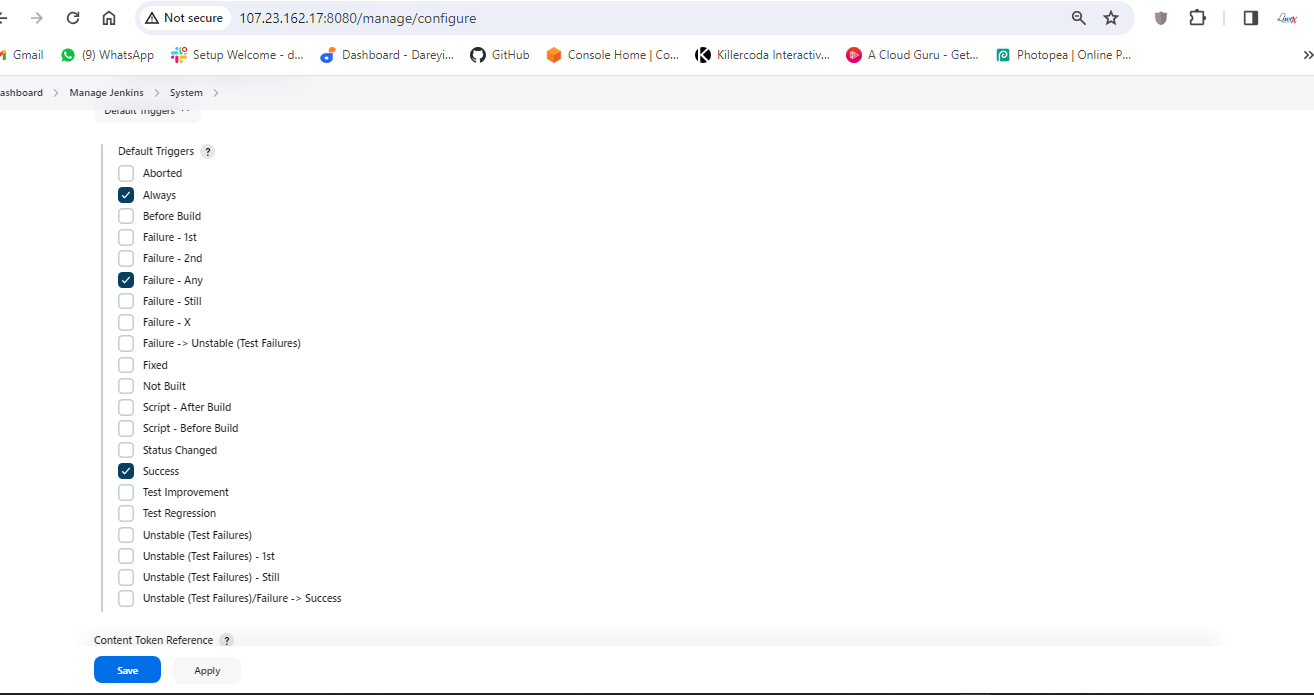 Not secure 107.23.162.17:8080/manage/configure
Gmail (9) WhatsApp Setup Welcome - d... Dashboard - Dareyi... GitHub Console Home | Co... Killercoda Interactiv... A Cloud Guru - Get... Photopea | Online P... »
ashboard > Manage Jenkins > System >
Default Triggers
Default Triggers ?
Aborted
Always
Before Build
Failure - 1st
Failure - 2nd
Failure - Any
Failure - Still
Failure - X
Failure -> Unstable (Test Failures)
Fixed
Not Built
Script - After Build
Script - Before Build
Status Changed
Success
Test Improvement
Test Regression
Unstable (Test Failures)
Unstable (Test Failures) - 1st
Unstable (Test Failures) - Still
Unstable (Test Failures)/Failure -> Success
Content Token Reference ?
Save Apply